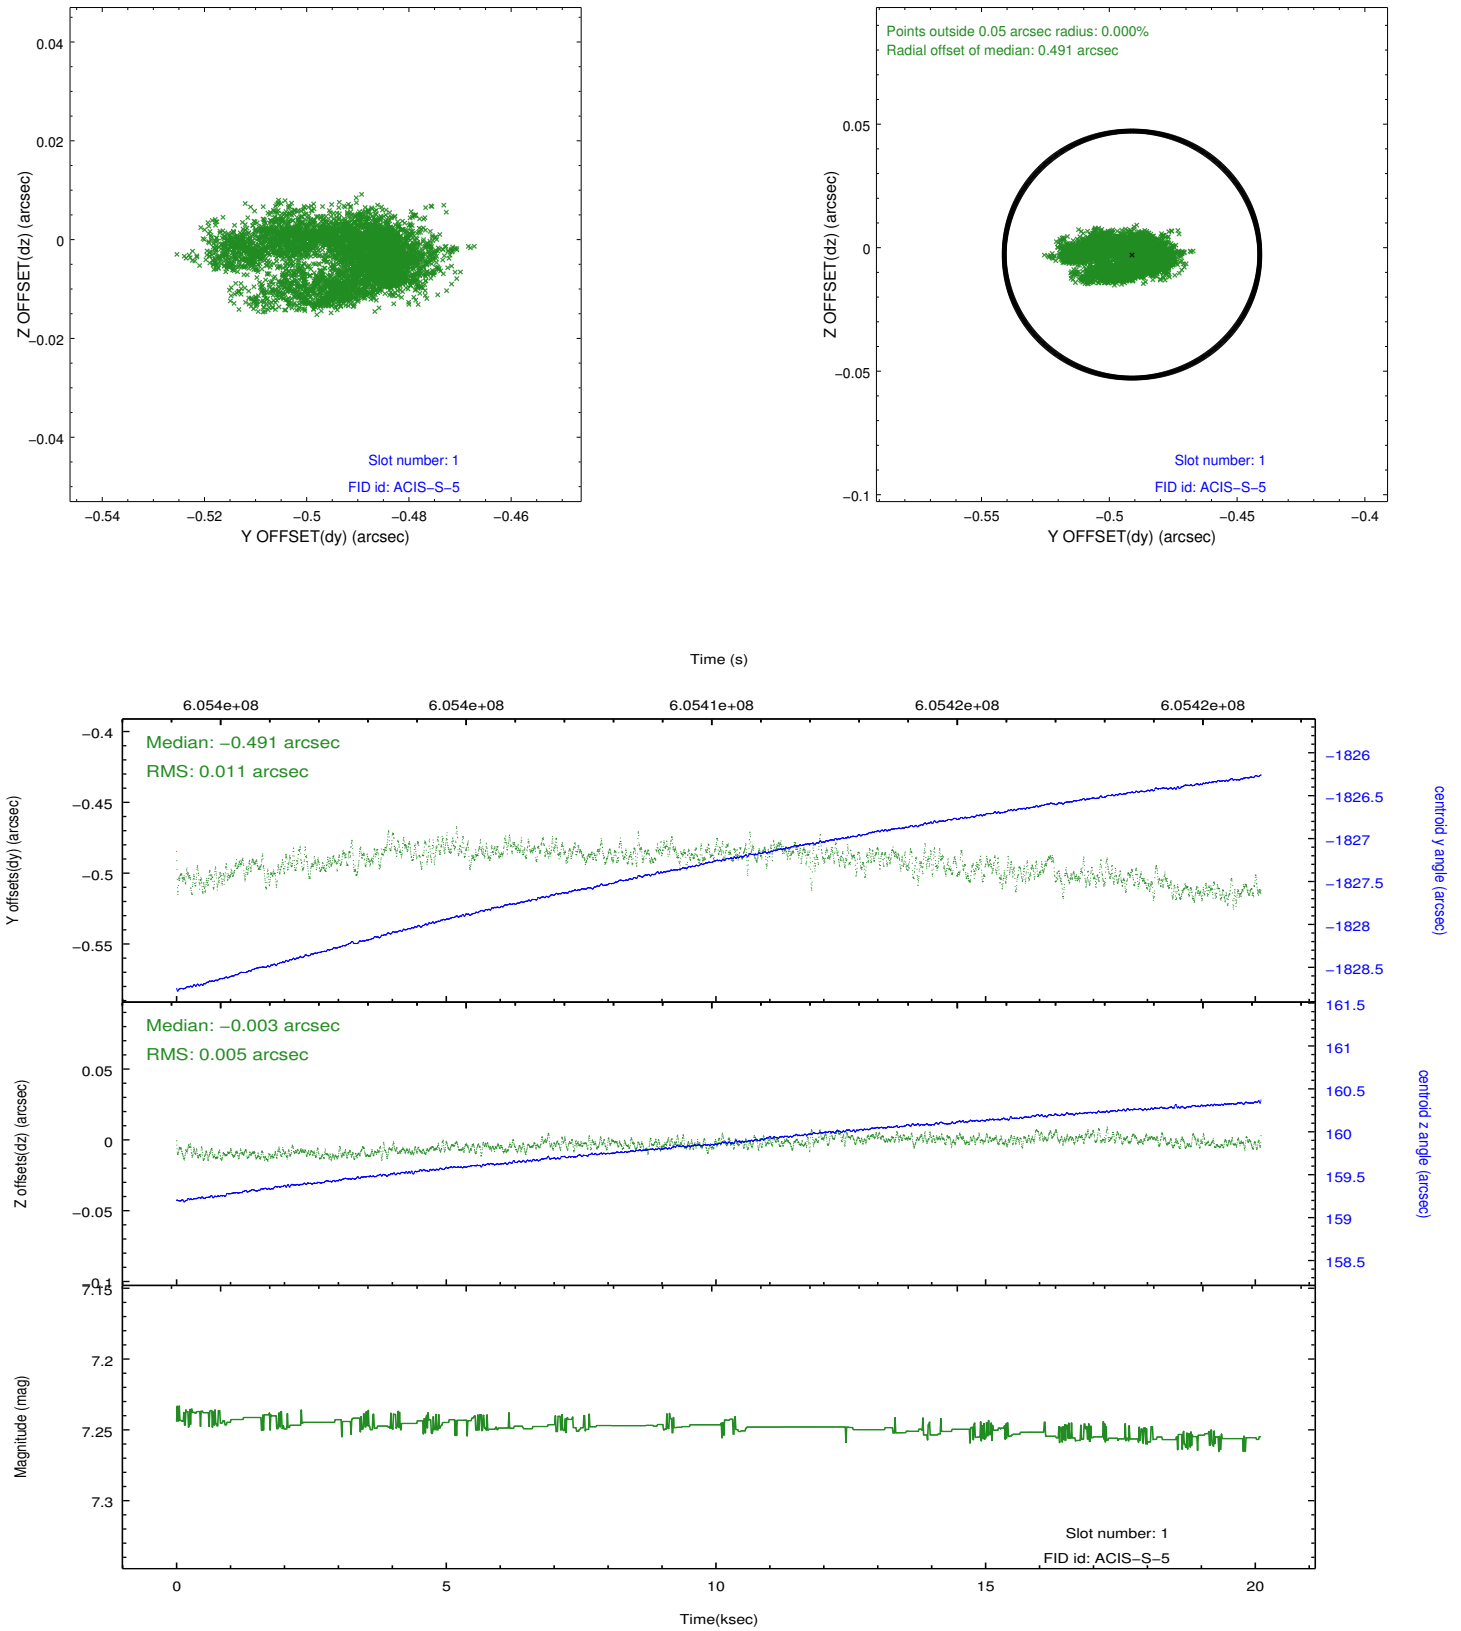 0.04
0.02
0
−0.02
−0.04
Z OFFSET(dz) (arcsec)
Slot number: 1
FID id: ACIS−S−5
−0.54
−0.52
−0.5
−0.48
−0.46
Y OFFSET(dy) (arcsec)
Points outside 0.05 arcsec radius: 0.000%
Radial offset of median: 0.491 arcsec
0.05
0
−0.05
−0.1
Z OFFSET(dz) (arcsec)
Slot number: 1
FID id: ACIS−S−5
−0.55
−0.5
−0.45
−0.4
Y OFFSET(dy) (arcsec)
Time (s)
6.054e+08
6.054e+08
6.0541e+08
6.0542e+08
6.0542e+08
Median: −0.491 arcsec
RMS: 0.011 arcsec
−0.4
−0.45
−0.5
−0.55
Y offsets(dy) (arcsec)
−1826
−1826.5
−1827
−1827.5
−1828
−1828.5
centroid y angle (arcsec)
Median: −0.003 arcsec
RMS: 0.005 arcsec
0.05
0
−0.05
−0.1
Z offsets(dz) (arcsec)
161.5
161
160.5
160
159.5
159
158.5
centroid z angle (arcsec)
7.15
7.2
7.25
7.3
Magnitude (mag)
Slot number: 1
FID id: ACIS−S−5
0
5
10
15
20
Time(ksec)